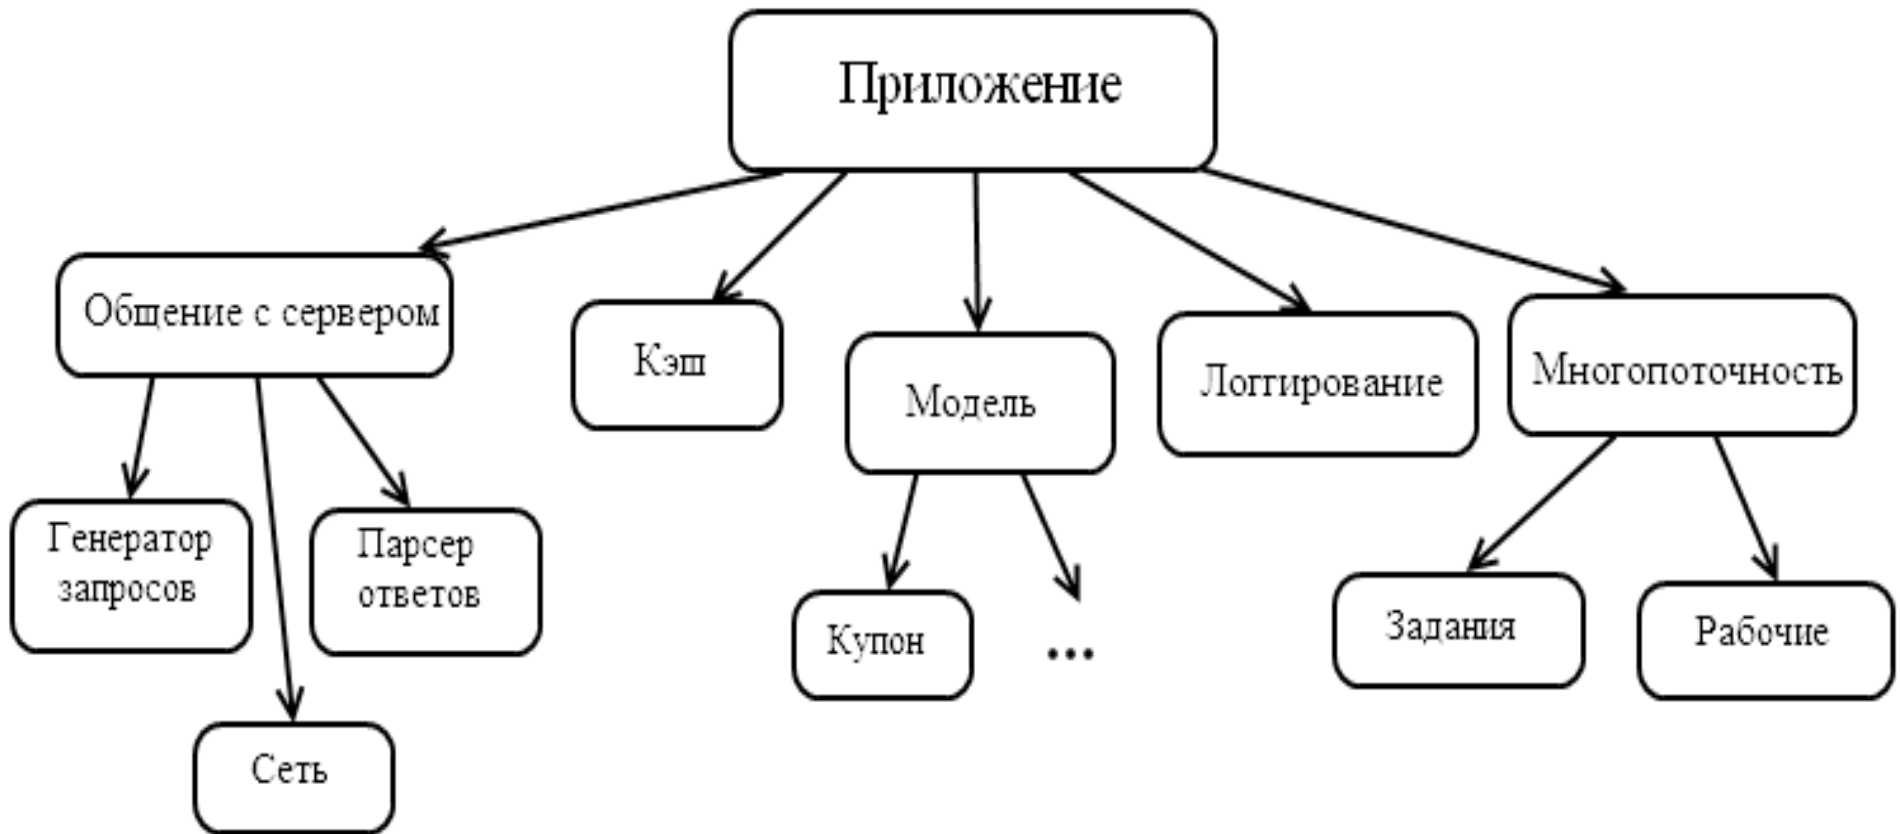 Приложение
Общение с сервером
Кэш
Модель
Логгирование
Многопоточность
Генератор
запросов
Парсер
ответов
Сеть
Купон
...
Задания
Рабочие